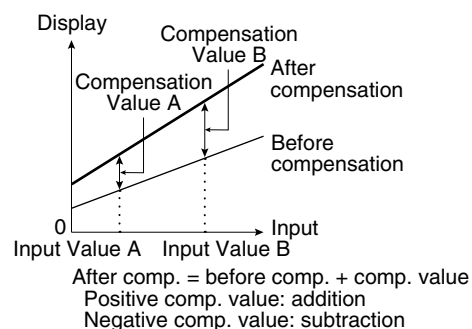 Display
Compensation
Value B
Compensation
Value A
After
compensation
Before
compensation
0
Input
Input Value A
Input Value B
After comp. = before comp. + comp. value
Positive comp. value: addition
Negative comp. value: subtraction